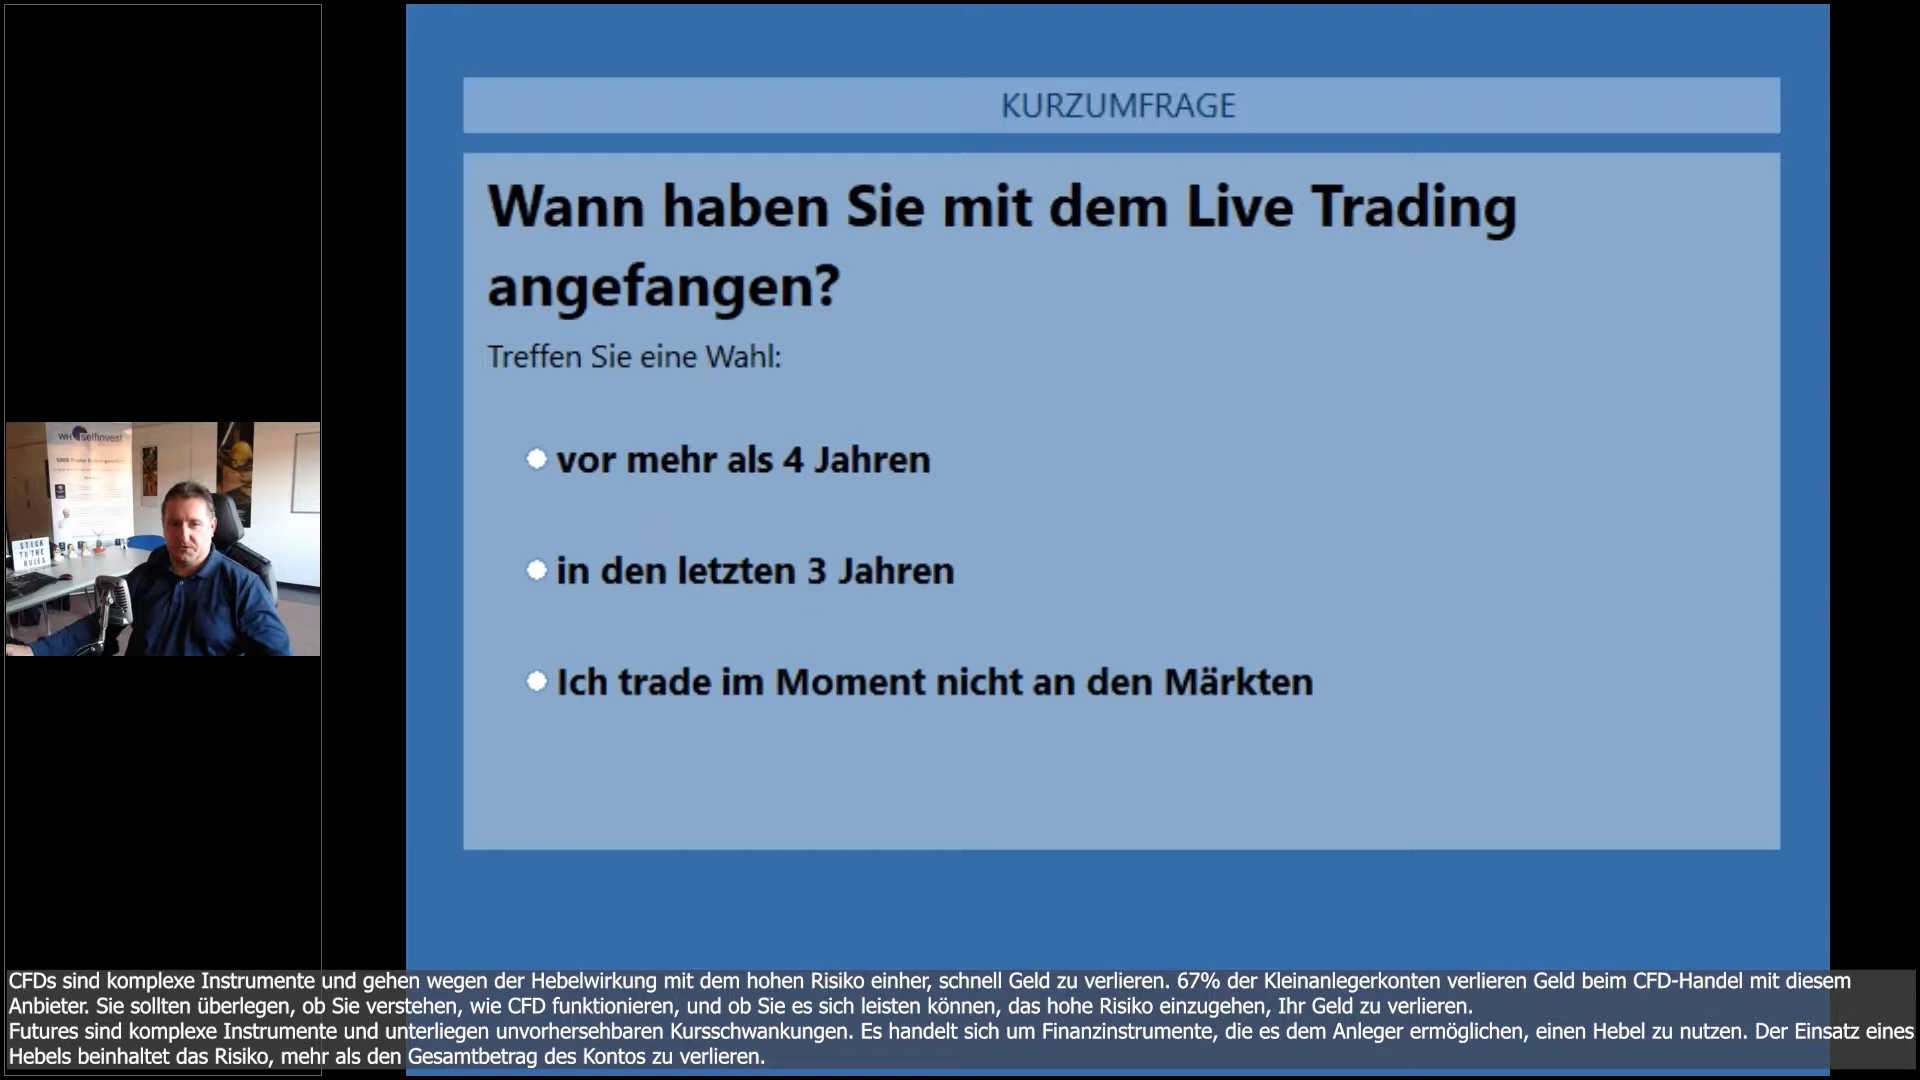 KURZUMFRAGE
Wann haben Sie mit dem Live Trading
angefangen?
Treffen Sie eine Wahl:
vor mehr als 4 Jahren
in den letzten 3 Jahren
Ich trade im Moment nicht an den Märkten
WH selfinvest
STICK
TO THE
RULES
CFDs sind komplexe Instrumente und gehen wegen der Hebelwirkung mit dem hohen Risiko einher, schnell Geld zu verlieren. 67% der Kleinanlegerkonten verlieren Geld beim CFD-Handel mit diesem
Anbieter. Sie sollten überlegen, ob Sie verstehen, wie CFD funktionieren, und ob Sie es sich leisten können, das hohe Risiko einzugehen, Ihr Geld zu verlieren.
Futures sind komplexe Instrumente und unterliegen unvorhersehbaren Kursschwankungen. Es handelt sich um Finanzinstrumente, die es dem Anleger ermöglichen, einen Hebel zu nutzen. Der Einsatz eines
Hebels beinhaltet das Risiko, mehr als den Gesamtbetrag des Kontos zu verlieren.